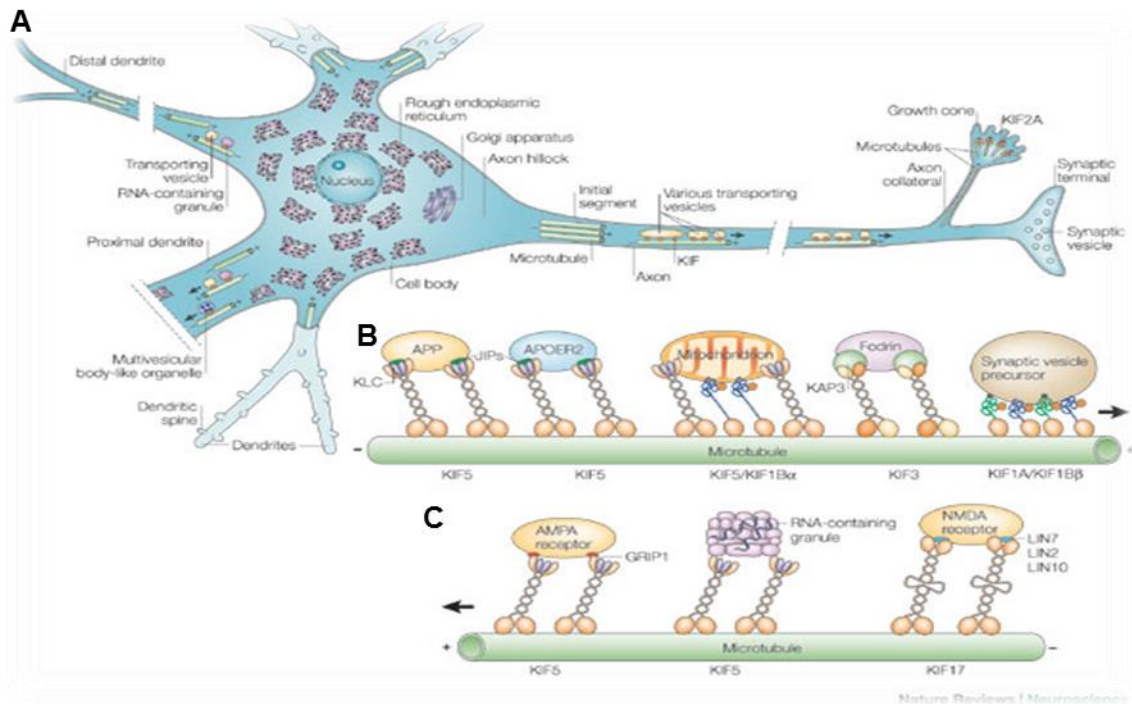 A
Distal dendrite
Rough endoplasmic
reticulum
Golgi apparatus
Axon hillock
Nucleus
Transporting
vesicle
RNA-containing
granule
Proximal dendrite
Multivesicular
body-like organelle
Dendritic
spine
Dendrites
Cell body
Initial
segment
Microtubule
Various transporting
vesicles
KIF
Axon
Growth cone
KIF2A
Microtubules
Axon
collateral
Synaptic
terminal
Synaptic
vesicle
B
APP
JIPs
APOER2
Mitochondrion
Fodrin
Synaptic vesicle
precursor
KLC
KAP3
-
Microtubule
+
KIF5
KIF5
KIF5/KIF1Bα
KIF3
KIF1A/KIF1Bβ
C
AMPA
receptor
GRIP1
RNA-containing
granule
NMDA
receptor
LIN7
LIN2
LIN10
+
Microtubule
-
KIF5
KIF5
KIF17
Nature Reviews | Neuroscience